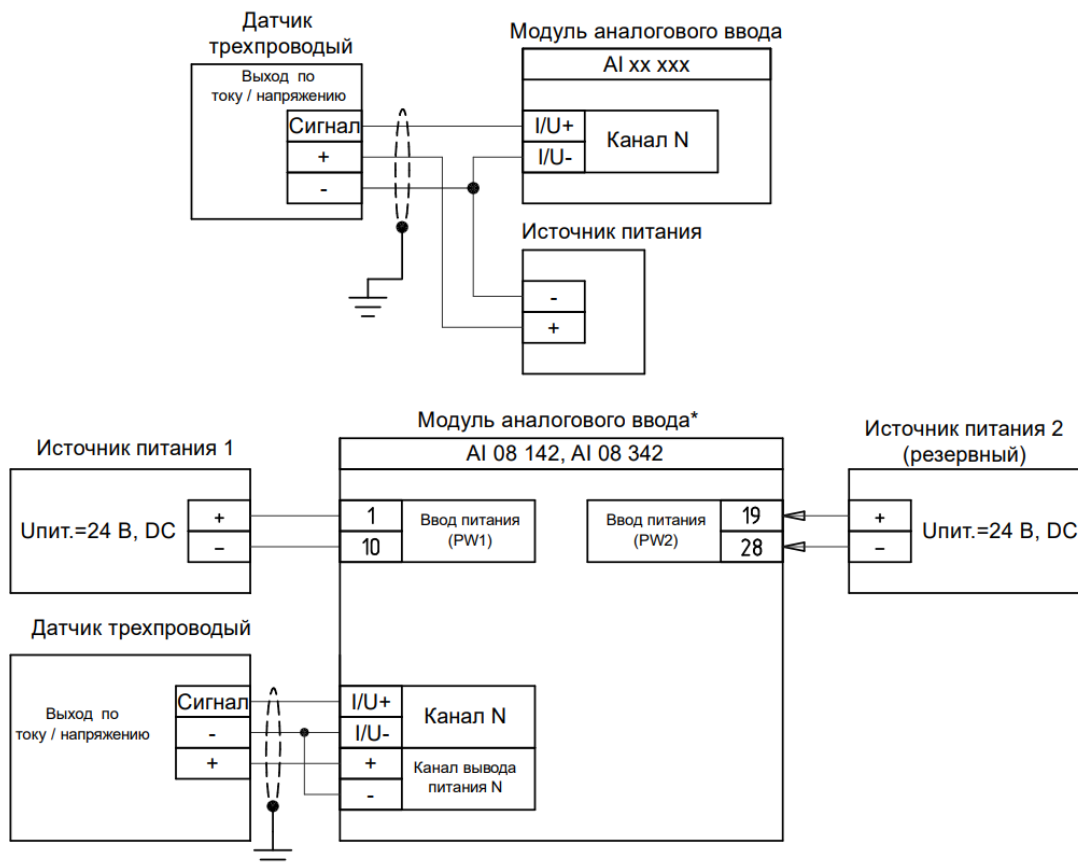 Датчик
трехпроводый
Выход по
току / напряжению
Сигнал
+
-
Модуль аналогового ввода
AI xx xxx
I/U+
I/U-
Канал N
Источник питания
-
+
Модуль аналогового ввода*
AI 08 142, AI 08 342
Источник питания 1
Uпит.=24 В, DC
+
–
1
10
Ввод питания
(PW1)
Ввод питания
(PW2)
19
28
Источник питания 2
(резервный)
+
–
Uпит.=24 В, DC
Датчик трехпроводый
Выход по
току / напряжению
Сигнал
-
+
I/U+
I/U-
Канал N
+
-
Канал вывода
питания N